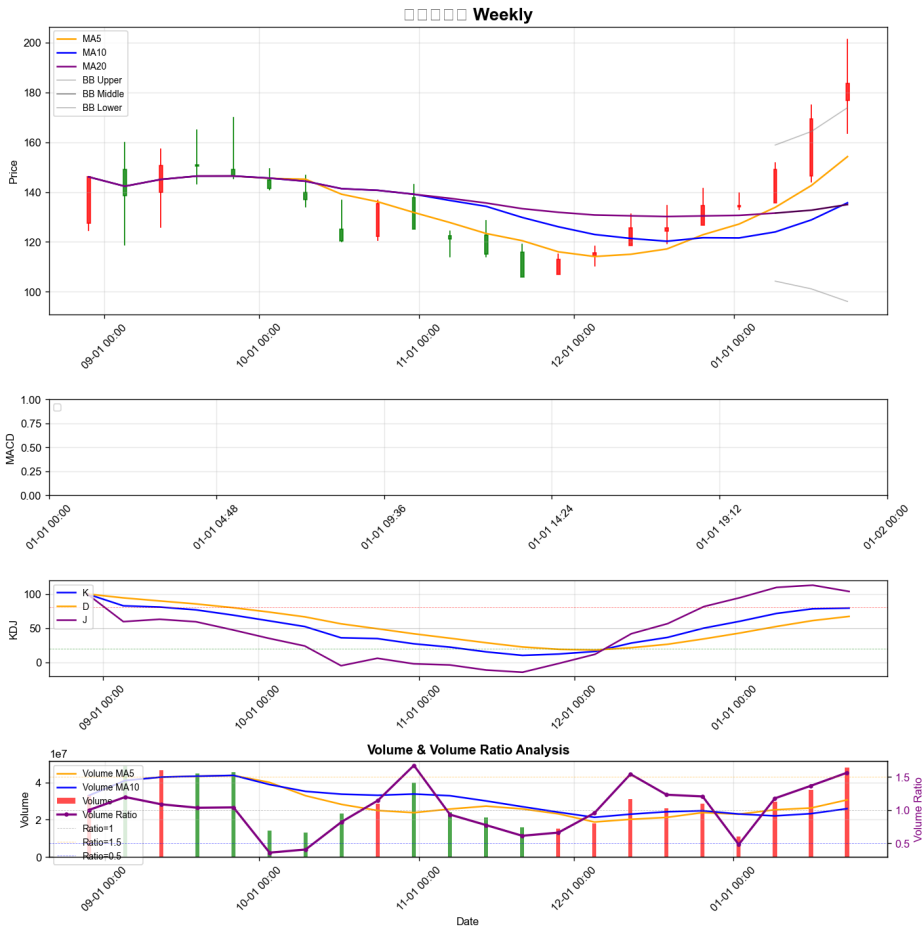 Weekly
MA5
MA10
MA20
BB Upper
BB Middle
BB Lower
Price
200
180
160
140
120
100
09-01 00:00
10-01 00:00
11-01 00:00
12-01 00:00
01-01 00:00
MACD
1.00
0.75
0.50
0.25
0.00
01-01 00:00
01-01 04:48
01-01 09:36
01-01 14:24
01-01 19:12
01-02 00:00
KDJ
K
D
J
100
50
0
09-01 00:00
10-01 00:00
11-01 00:00
12-01 00:00
01-01 00:00
Volume & Volume Ratio Analysis
1e7
Volume MA5
Volume MA10
Volume
Volume Ratio
Ratio=1
Ratio=1.5
Ratio=0.5
Volume
4
2
0
1.5
1.0
0.5
Volume Ratio
09-01 00:00
10-01 00:00
11-01 00:00
12-01 00:00
01-01 00:00
Date